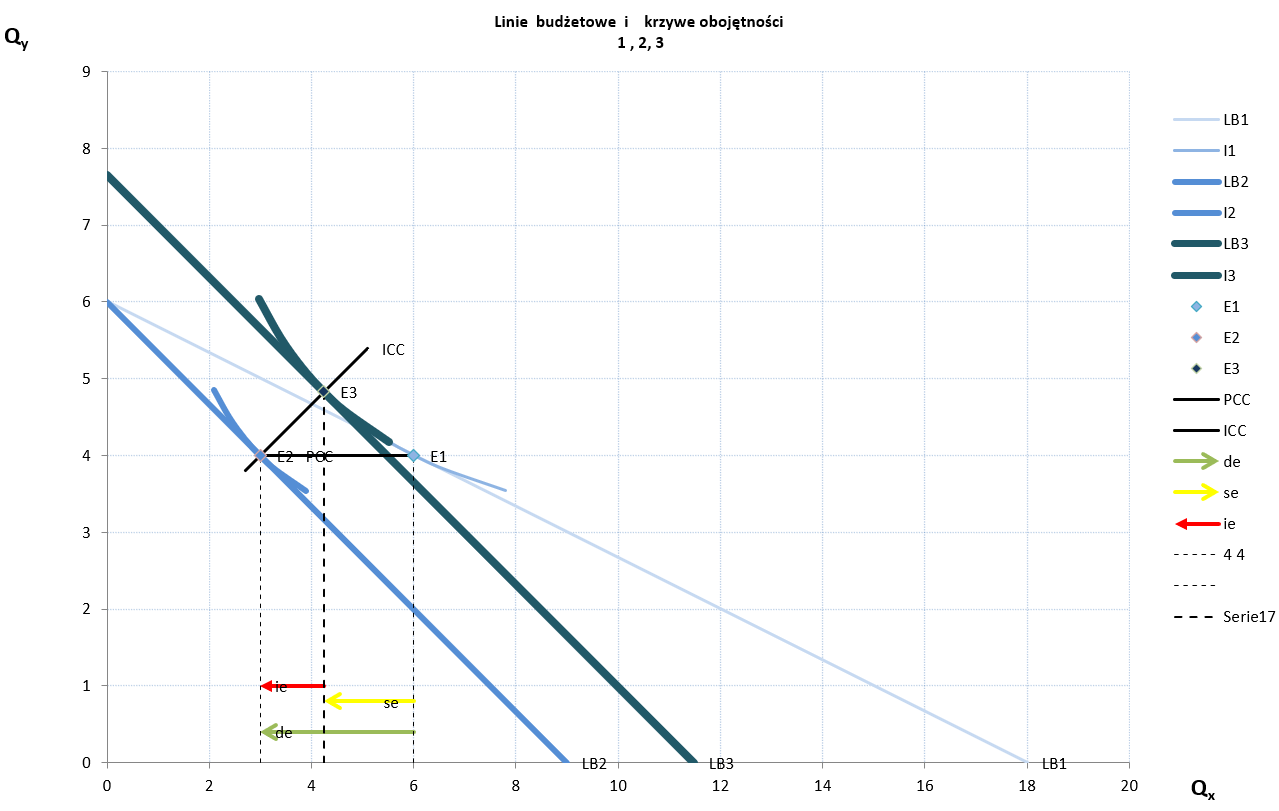 Linie budżetowe i krzywe obojętności
1 , 2, 3
Qy
9
8
7
6
5
4
3
2
1
0
ICC
E3
E2 PCC E1
ie
se
de
LB2
LB3
LB1
0 2 4 6 8 10 12 14 16 18 20
Qx
LB1
I1
LB2
I2
LB3
I3
E1
E2
E3
PCC
ICC
de
se
ie
4 4
Serie17